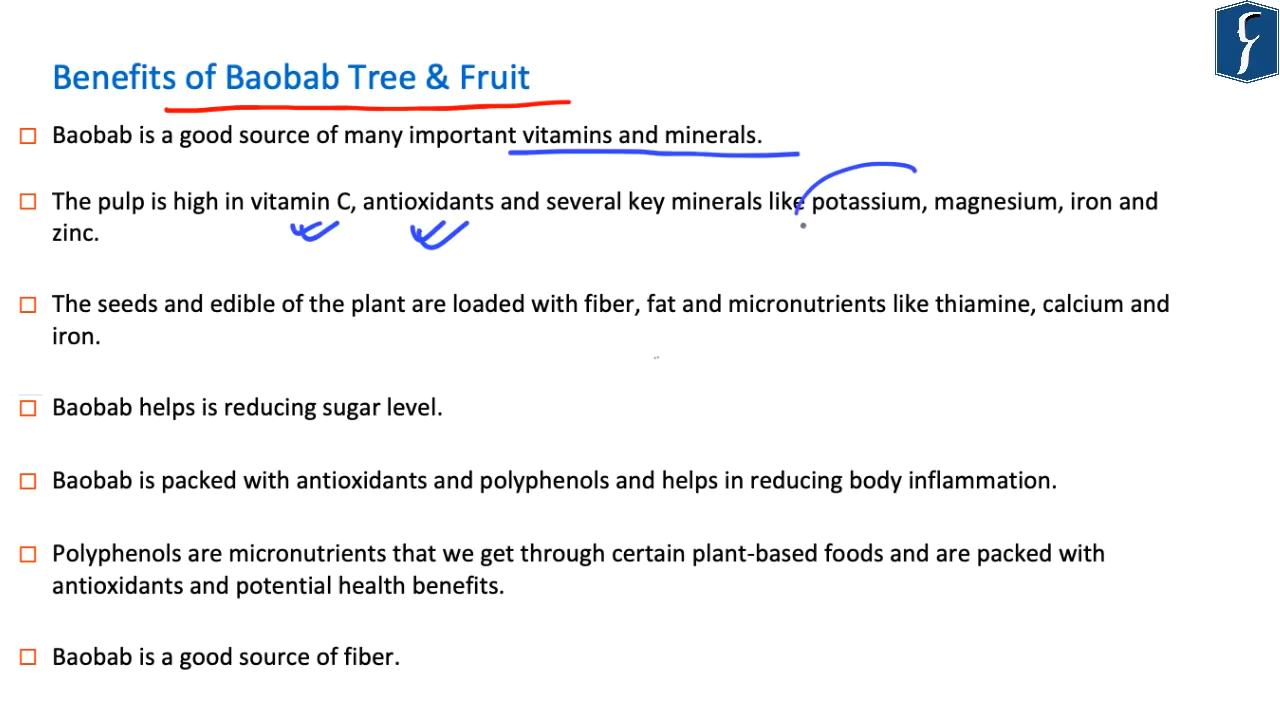 Benefits of Baobab Tree & Fruit
Baobab is a good source of many important vitamins and minerals.
The pulp is high in vitamin C, antioxidants and several key minerals like potassium, magnesium, iron and
zinc.
The seeds and edible of the plant are loaded with fiber, fat and micronutrients like thiamine, calcium and
iron.
Baobab helps is reducing sugar level.
Baobab is packed with antioxidants and polyphenols and helps in reducing body inflammation.
Polyphenols are micronutrients that we get through certain plant-based foods and are packed with
antioxidants and potential health benefits.
Baobab is a good source of fiber.